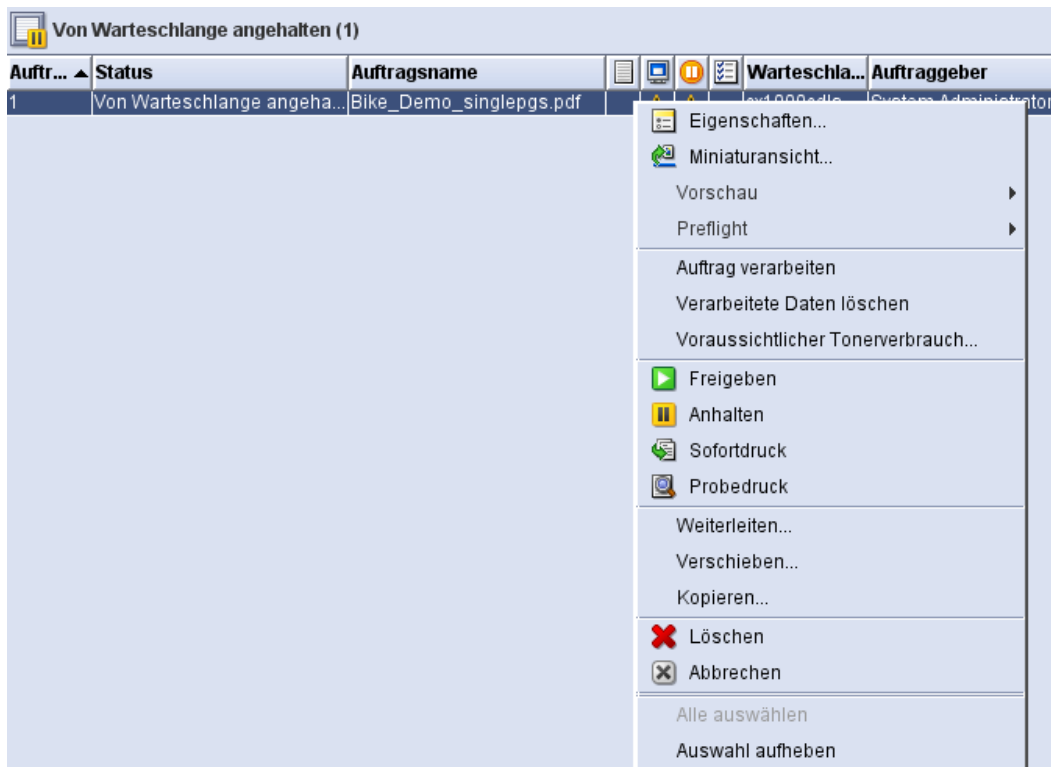 Von Warteschlange angehalten (1)
Auftr... Status Auftragsname Warteschla... Auftraggeber
1 Von Warteschlange angeha... Bike_Demo_singlepgs.pdf System Administrator
Eigenschaften...
Miniaturansicht...
Vorschau
Preflight
Auftrag verarbeiten
Verarbeitete Daten löschen
Voraussichtlicher Tonerverbrauch...
Freigeben
Anhalten
Sofortdruck
Probedruck
Weiterleiten...
Verschieben...
Kopieren...
Löschen
Abbrechen
Alle auswählen
Auswahl aufheben